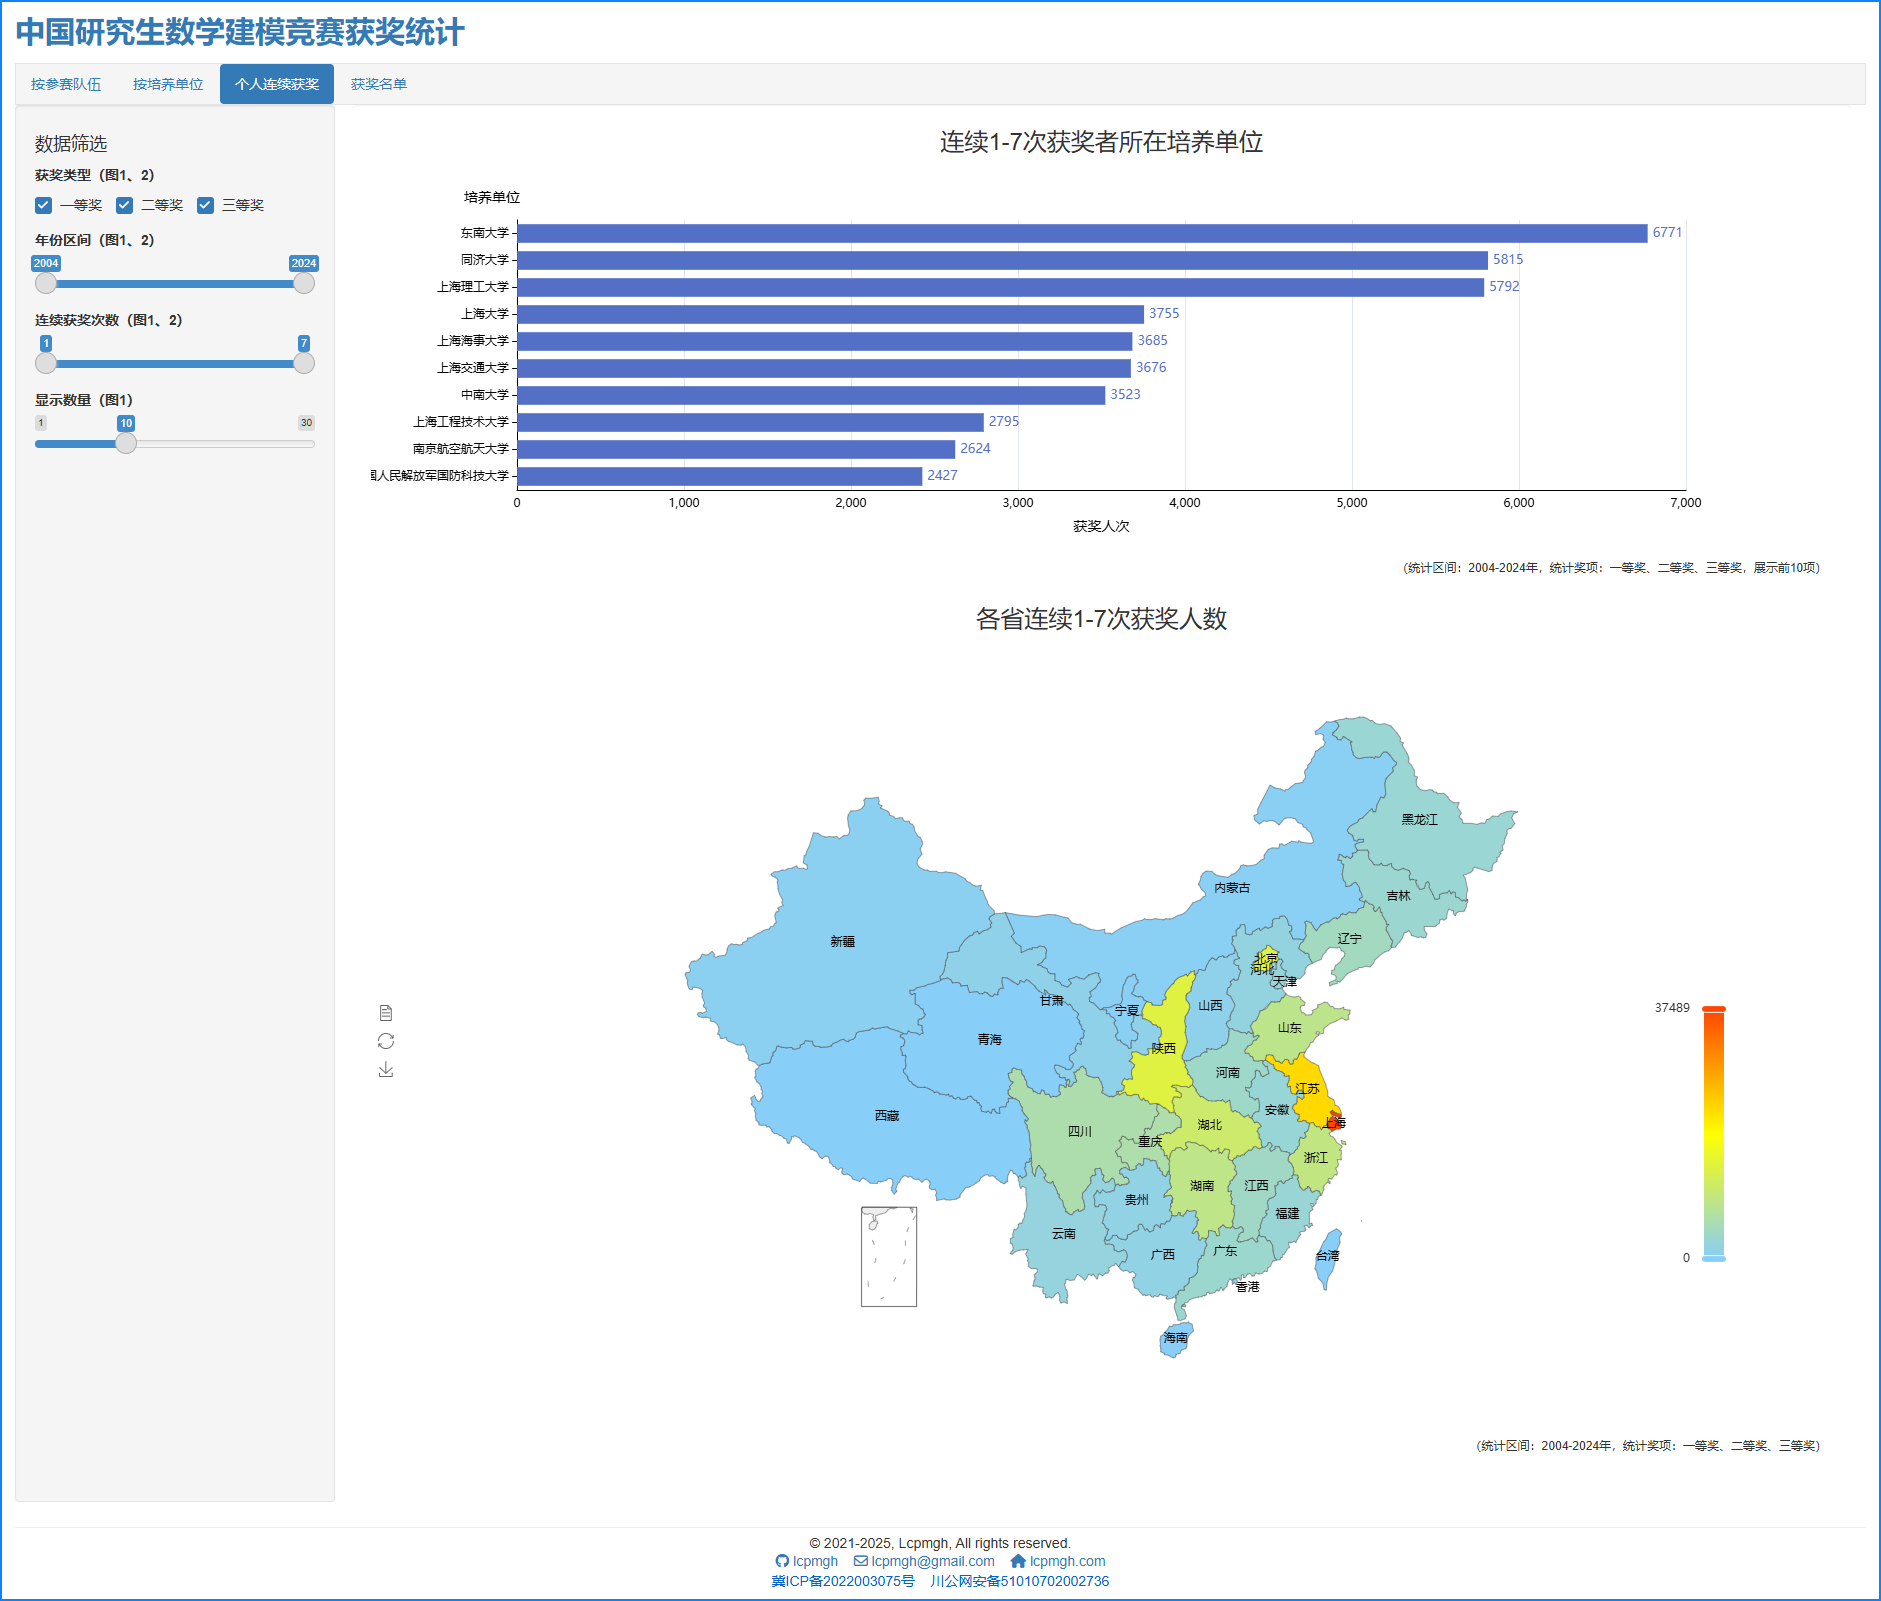 中国研究生数学建模竞赛获奖统计
按参赛队伍 按培养单位 个人连续获奖 获奖名单
数据筛选
获奖类型（图1、2）
一等奖 二等奖 三等奖
年份区间（图1、2）
2004 2024
连续获奖次数（图1、2）
1 7
显示数量（图1）
1 10 30
连续1-7次获奖者所在培养单位
培养单位
东南大学 6771
同济大学 5815
上海理工大学 5792
上海大学 3755
上海海事大学 3685
上海交通大学 3676
中南大学 3523
上海工程技术大学 2795
南京航空航天大学 2624
国人民解放军国防科技大学 2427
0 1,000 2,000 3,000 4,000 5,000 6,000 7,000
获奖人次
（统计区间：2004-2024年，统计奖项：一等奖、二等奖、三等奖，展示前10项）
各省连续1-7次获奖人数
黑龙江
内蒙古
吉林
新疆
辽宁
北京
河北
天津
甘肃
宁夏
山西
山东
青海
陕西
河南
江苏
西藏
安徽
上海
四川
湖北
重庆
浙江
湖南
江西
贵州
福建
云南
广西
广东
台湾
香港
海南
37489
0
（统计区间：2004-2024年，统计奖项：一等奖、二等奖、三等奖）
© 2021-2025, Lcpmgh, All rights reserved.
lcpmgh lcpmgh@gmail.com lcpmgh.com
冀ICP备2022003075号 川公网安备51010702002736